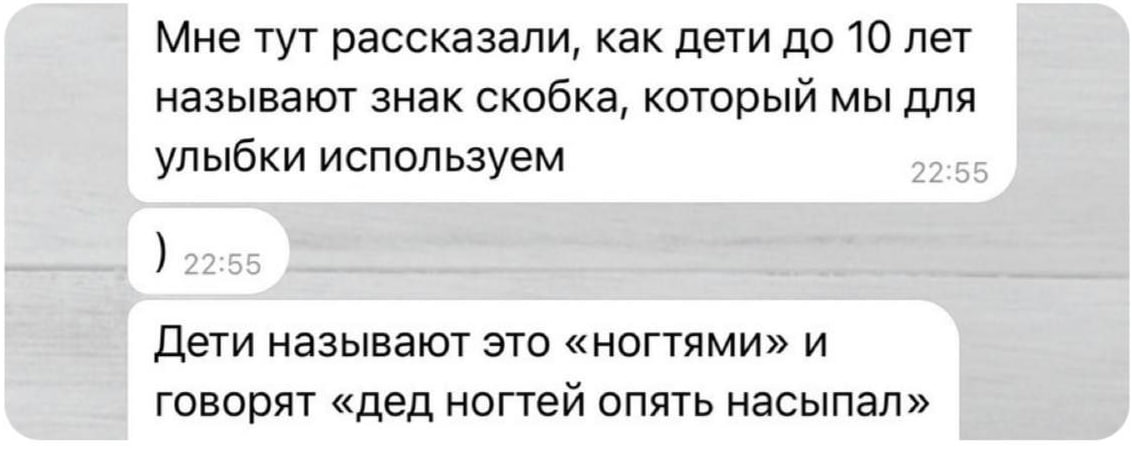 Мне тут рассказали, как дети до 10 лет
называют знак скобка, который мы для
улыбки используем
22:55
) 22:55
Дети называют это «ногтями» и
говорят «дед ногтей опять насыпал»